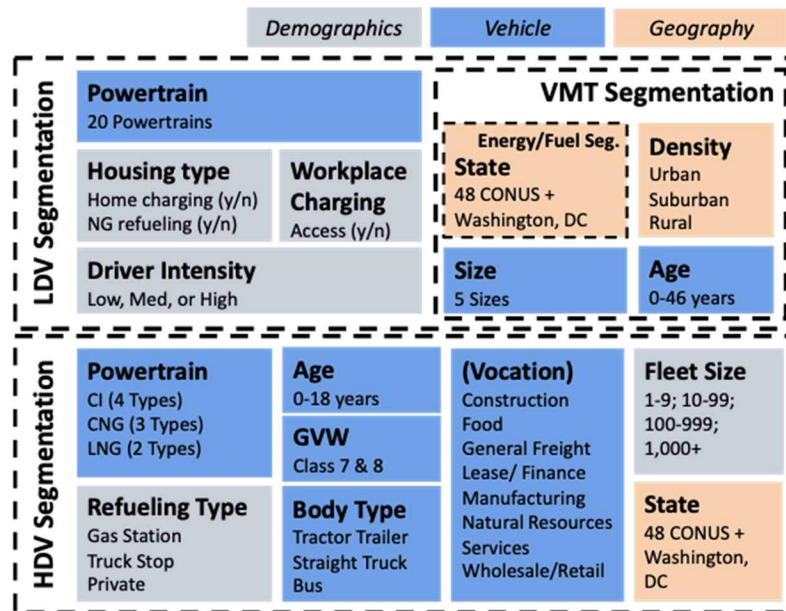 Demographics
Vehicle
Geography
LDV Segmentation
Powertrain
20 Powertrains
Housing type
Home charging (y/n)
NG refueling (y/n)
Workplace
Charging
Access (y/n)
Driver Intensity
Low, Med, or High
VMT Segmentation
Energy/Fuel Seg.
State
48 CONUS +
Washington, DC
Density
Urban
Suburban
Rural
Size
5 Sizes
Age
0-46 years
HDV Segmentation
Powertrain
CI (4 Types)
CNG (3 Types)
LNG (2 Types)
Refueling Type
Gas Station
Truck Stop
Private
Age
0-18 years
GVW
Class 7 & 8
Body Type
Tractor Trailer
Straight Truck
Bus
(Vocation)
Construction
Food
General Freight
Lease/ Finance
Manufacturing
Natural Resources
Services
Wholesale/Retail
Fleet Size
1-9; 10-99;
100-999;
1,000+
State
48 CONUS +
Washington,
DC